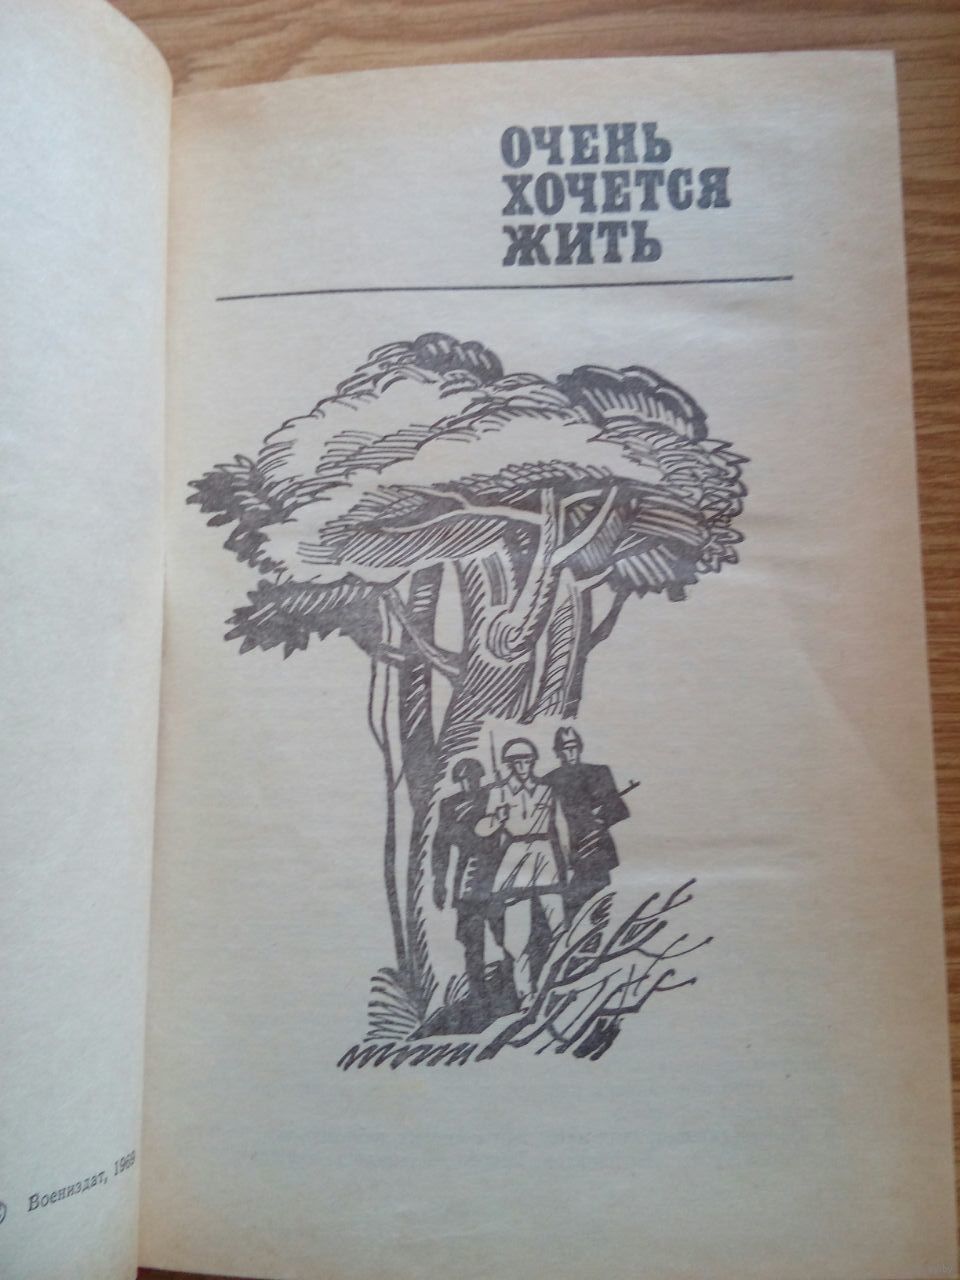 ОЧЕНЬ
ХОЧЕТСЯ
ЖИТЬ
© Воениздат, 1969